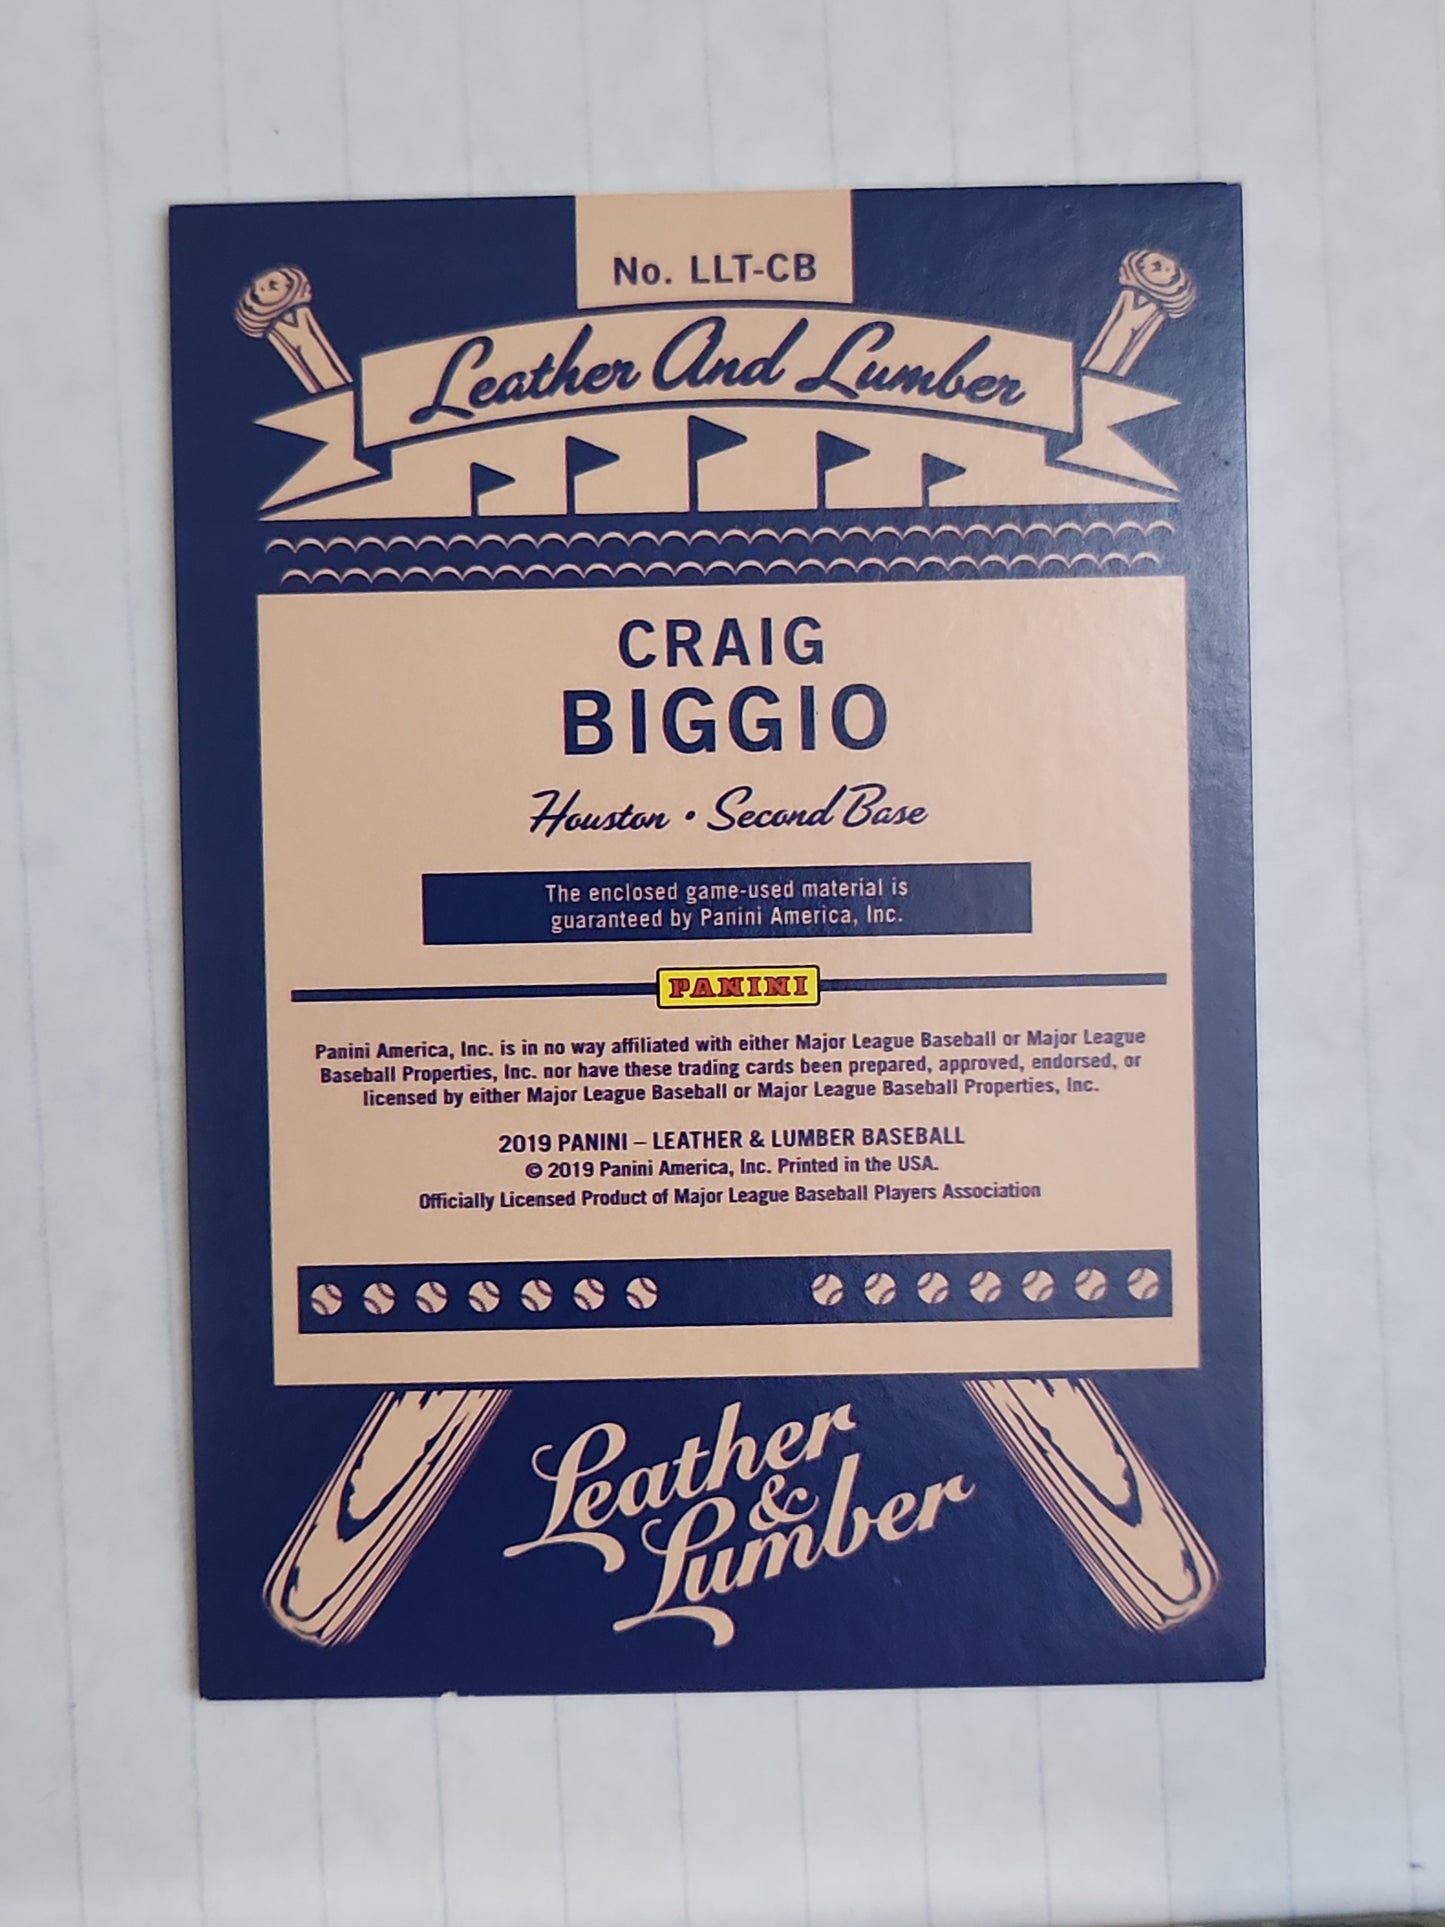 No. LLT-CB
Leather And Lumber
CRAIG
BIGGIO
Houston • Second Base
The enclosed game-used material is
guaranteed by Panini America, Inc.
PANINI
Panini America, Inc. is in no way affiliated with either Major League Baseball or Major League
Baseball Properties, Inc. nor have these trading cards been prepared, approved, endorsed, or
licensed by either Major League Baseball or Major League Baseball Properties, Inc.
2019 PANINI – LEATHER & LUMBER BASEBALL
© 2019 Panini America, Inc. Printed in the USA.
Officially Licensed Product of Major League Baseball Players Association
Leather
&
Lumber